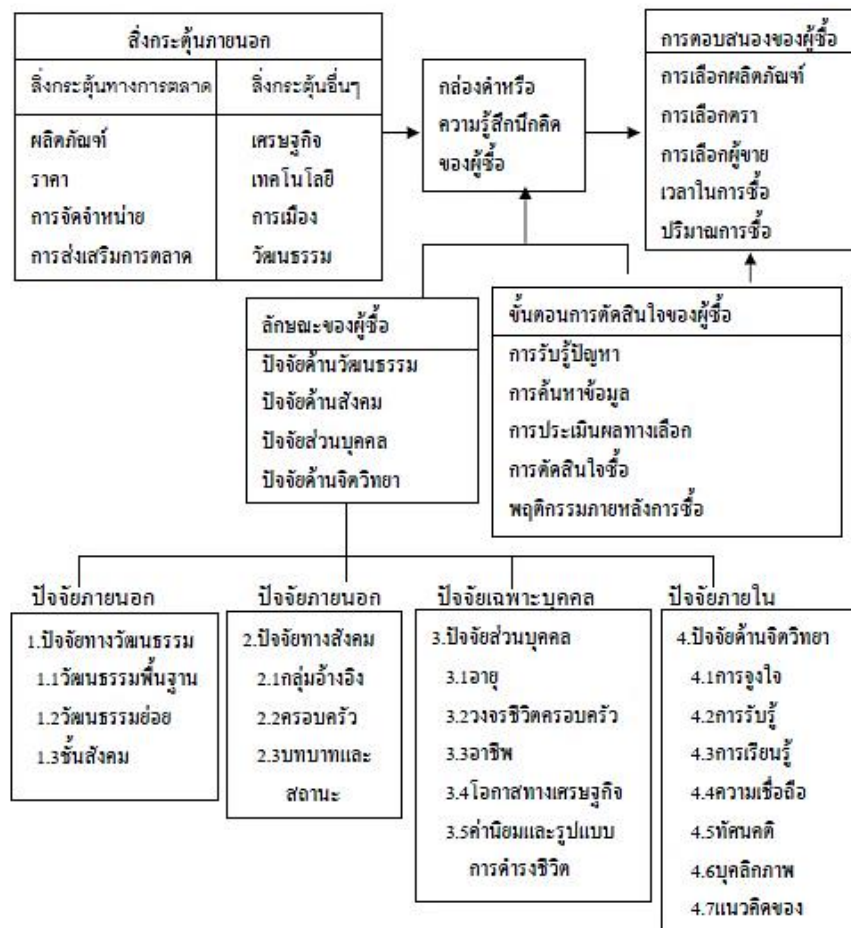 สิ่งกระตุ้นภายนอก
สิ่งกระตุ้นทางการตลาด
ผลิตภัณฑ์
ราคา
การจัดจำหน่าย
การส่งเสริมการตลาด
สิ่งกระตุ้นอื่นๆ
เศรษฐกิจ
เทคโนโลยี
การเมือง
วัฒนธรรม
กล่องดำหรือ
ความรู้สึกนึกคิด
ของผู้ซื้อ
การตอบสนองของผู้ซื้อ
การเลือกผลิตภัณฑ์
การเลือกตรา
การเลือกผู้ขาย
เวลาในการซื้อ
ปริมาณการซื้อ
ลักษณะของผู้ซื้อ
ปัจจัยด้านวัฒนธรรม
ปัจจัยด้านสังคม
ปัจจัยส่วนบุคคล
ปัจจัยด้านจิตวิทยา
ขั้นตอนการตัดสินใจของผู้ซื้อ
การรับรู้ปัญหา
การค้นหาข้อมูล
การประเมินผลทางเลือก
การตัดสินใจซื้อ
พฤติกรรมภายหลังการซื้อ
ปัจจัยภายนอก
1.ปัจจัยทางวัฒนธรรม
1.1วัฒนธรรมพื้นฐาน
1.2วัฒนธรรมย่อย
1.3ชั้นสังคม
ปัจจัยภายนอก
2.ปัจจัยทางสังคม
2.1กลุ่มอ้างอิง
2.2ครอบครัว
2.3บทบาทและ
สถานะ
ปัจจัยเฉพาะบุคคล
3.ปัจจัยส่วนบุคคล
3.1อายุ
3.2วงจรชีวิตครอบครัว
3.3อาชีพ
3.4โอกาสทางเศรษฐกิจ
3.5ค่านิยมและรูปแบบ
การดำรงชีวิต
ปัจจัยภายใน
4.ปัจจัยด้านจิตวิทยา
4.1การจูงใจ
4.2การรับรู้
4.3การเรียนรู้
4.4ความเชื่อถือ
4.5ทัศนคติ
4.6บุคลิกภาพ
4.7แนวคิดของ